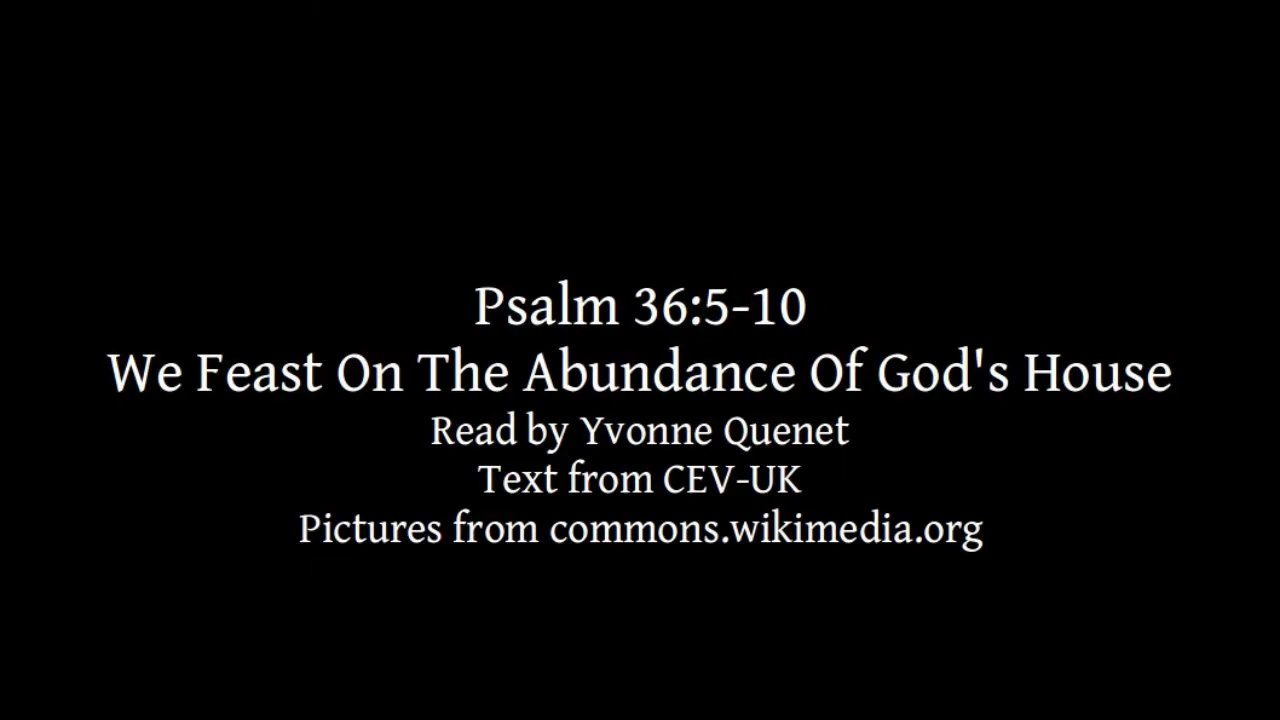 Psalm 36:5-10
We Feast On The Abundance Of God's House
Read by Yvonne Quenet
Text from CEV-UK
Pictures from commons.wikimedia.org